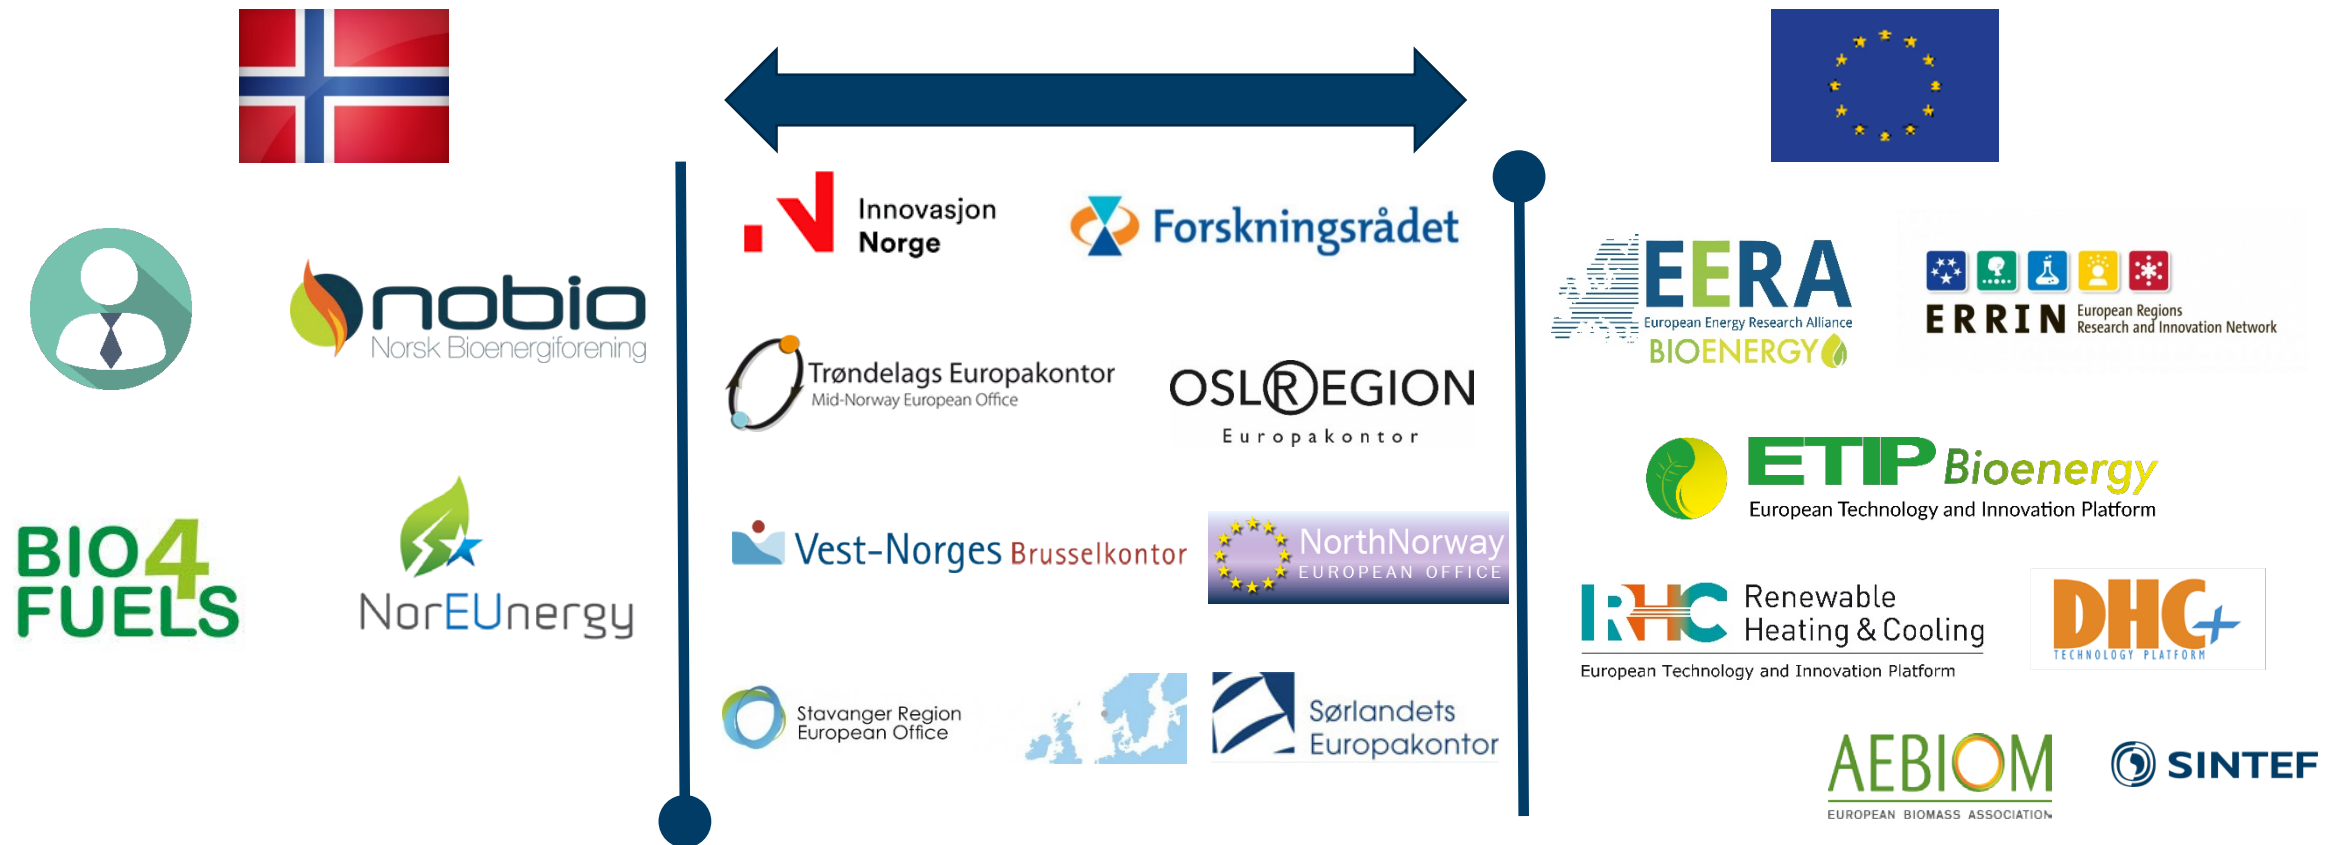 nobio
Norsk Bioenergiforening
BIO4
FUELS
NorEUnergy
Innovasjon
Norge
Forskningsrådet
Trøndelags Europakontor
Mid-Norway European Office
OSLREGION
Europakontor
Vest-Norges Brusselkontor
NorthNorway
EUROPEAN OFFICE
Stavanger Region
European Office
Sørlandets
Europakontor
EERA
European Energy Research Alliance
BIOENERGY
ERRIN
European Regions
Research and Innovation Network
ETIP Bioenergy
European Technology and Innovation Platform
RHC
Renewable
Heating & Cooling
European Technology and Innovation Platform
DHC+
TECHNOLOGY PLATFORM
AEBIOM
EUROPEAN BIOMASS ASSOCIATION
SINTEF